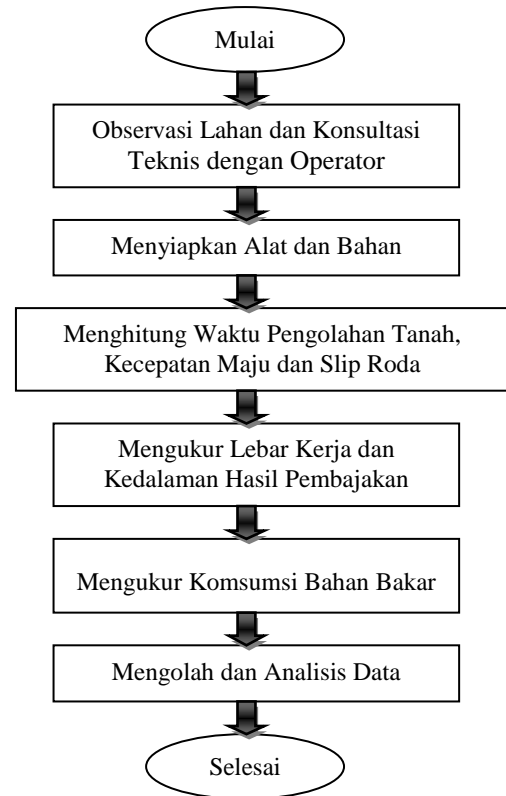 Mulai
Observasi Lahan dan Konsultasi
Teknis dengan Operator
Menyiapkan Alat dan Bahan
Menghitung Waktu Pengolahan Tanah,
Kecepatan Maju dan Slip Roda
Mengukur Lebar Kerja dan
Kedalaman Hasil Pembajakan
Mengukur Komsumsi Bahan Bakar
Mengolah dan Analisis Data
Selesai